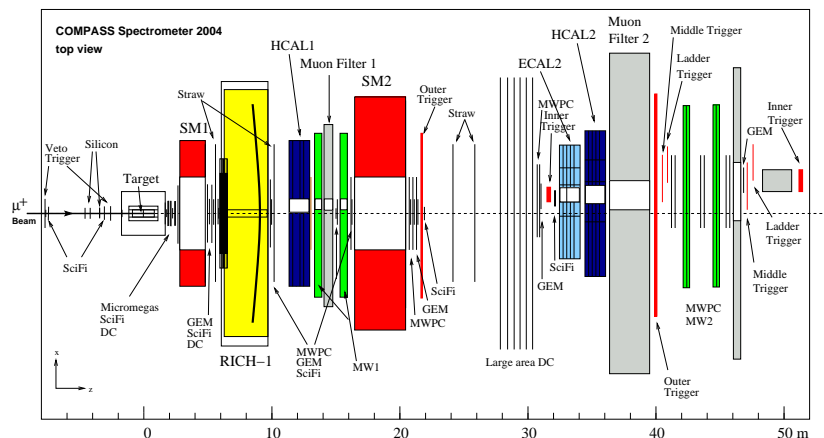 COMPASS Spectrometer 2004
top view
Muon
Filter 2
HCAL2
HCAL1
Middle Trigger
Ladder
Trigger
Muon Filter 1
SM2
ECAL2
Outer
Trigger
Straw
Straw
MWPC
Inner
Trigger
Inner
Trigger
GEM
SM1
Veto
Trigger
Silicon
Target
μ+
Beam
SciFi
Micromegas
SciFi
DC
GEM
SciFi
DC
RICH-1
MWPC
GEM
SciFi
MW1
SciFi
GEM
MWPC
Large area DC
SciFi
GEM
Outer
Trigger
MWPC
MW2
Middle
Trigger
Ladder
Trigger
x
z
0 10 20 30 40 50 m